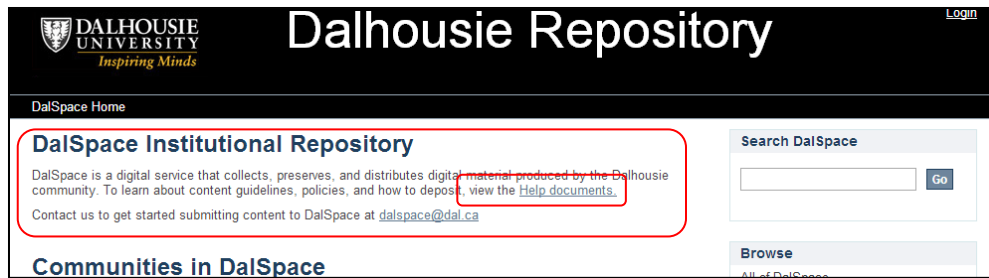 DALHOUSIE
UNIVERSITY
Inspiring Minds
Dalhousie Repository
Login
DalSpace Home
DalSpace Institutional Repository
DalSpace is a digital service that collects, preserves, and distributes digital material produced by the Dalhousie
community. To learn about content guidelines, policies, and how to deposit, view the Help documents.
Contact us to get started submitting content to DalSpace at dalspace@dal.ca
Communities in DalSpace
Search DalSpace
Go
Browse
All of DalSpace